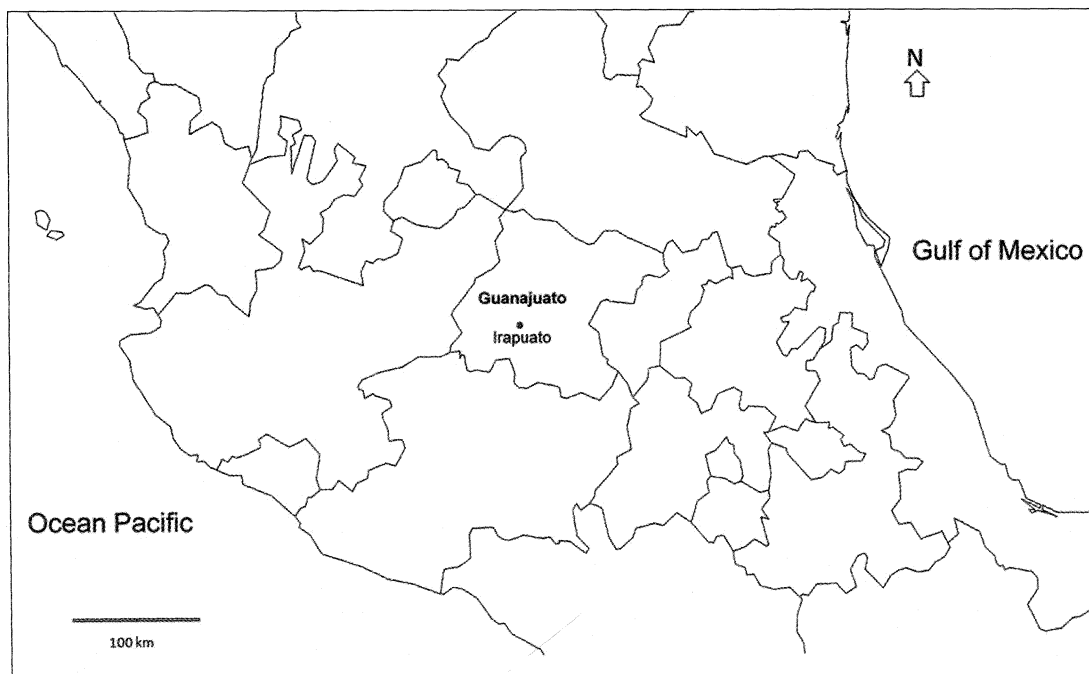 N
Gulf of Mexico
Guanajuato
Irapuato
Ocean Pacific
100 km